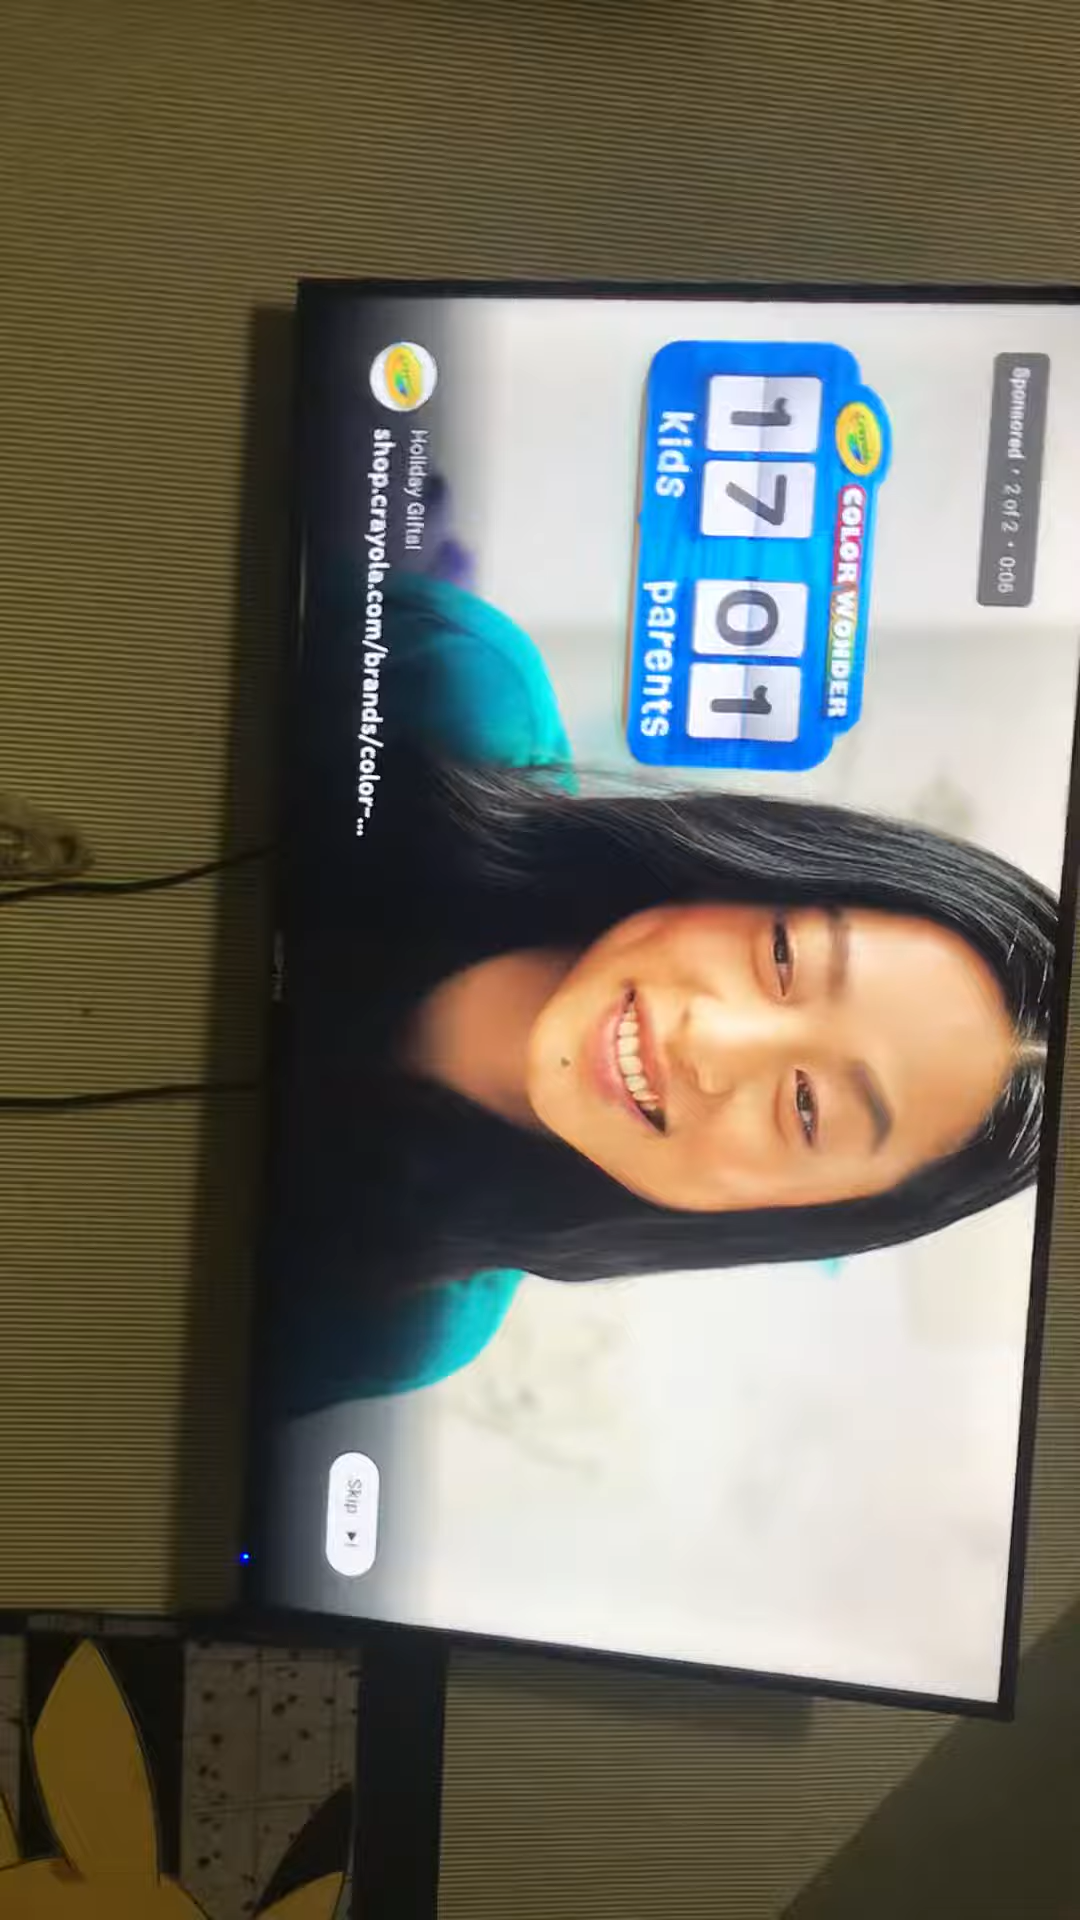 Sponsored · 2 of 2 · 0:06
Crayola
COLOR WONDER
17 01
kids parents
Holiday Gifts!
shop.crayola.com/brands/color-...
Skip